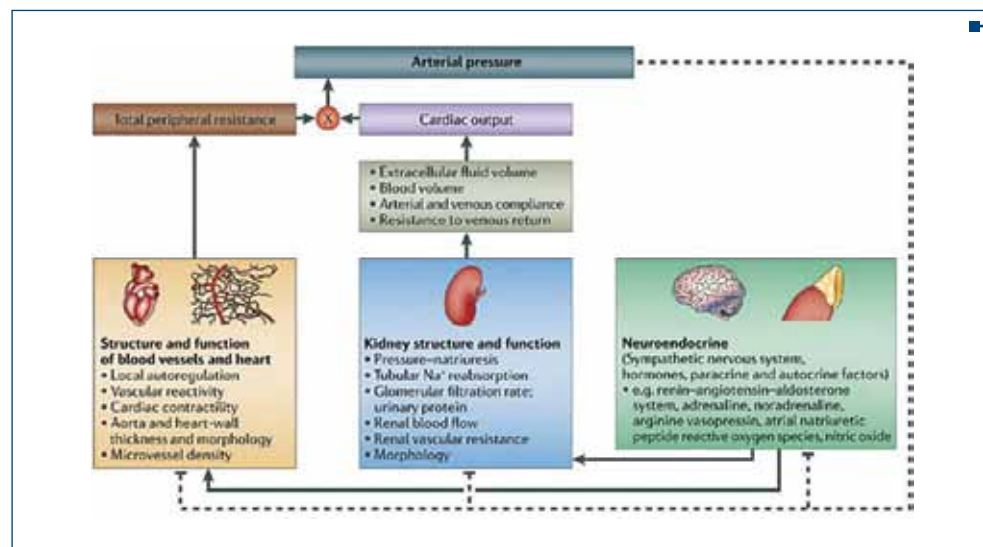 Arterial pressure
Total peripheral resistance
X
Cardiac output
• Extracellular fluid volume
• Blood volume
• Arterial and venous compliance
• Resistance to venous return
Structure and function
of blood vessels and heart
• Local autoregulation
• Vascular reactivity
• Cardiac contractility
• Aorta and heart-wall
thickness and morphology
• Microvessel density
Kidney structure and function
• Pressure–natriuresis
• Tubular Na⁺ reabsorption
• Glomerular filtration rate;
urinary protein
• Renal blood flow
• Renal vascular resistance
• Morphology
Neuroendocrine
(Sympathetic nervous system,
hormones, paracrine and autocrine factors)
• e.g. renin–angiotensin–aldosterone
system, adrenaline, noradrenaline,
arginine vasopressin, atrial natriuretic
peptide reactive oxygen species, nitric oxide